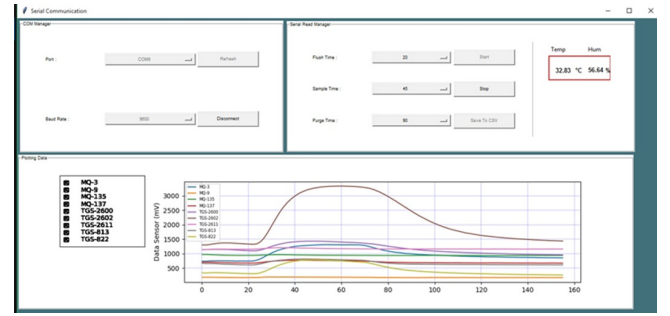 Serial Communication
COM Manager
Port :
COM8
Refresh
Baud Rate :
9600
Disconnect
Serial Read Manager
Flush Time :
20
Start
Sample Time :
45
Stop
Purge Time :
90
Save To CSV
Temp Hum
32.83 °C 56.64 %
Plotting Data
MQ-3
MQ-9
MQ-135
MQ-137
TGS-2600
TGS-2602
TGS-2611
TGS-813
TGS-822
Data Sensor (mV)
3000
2500
2000
1500
1000
500
MQ-3
MQ-9
MQ-135
MQ-137
TGS-2600
TGS-2602
TGS-2611
TGS-813
TGS-822
0 20 40 60 80 100 120 140 160